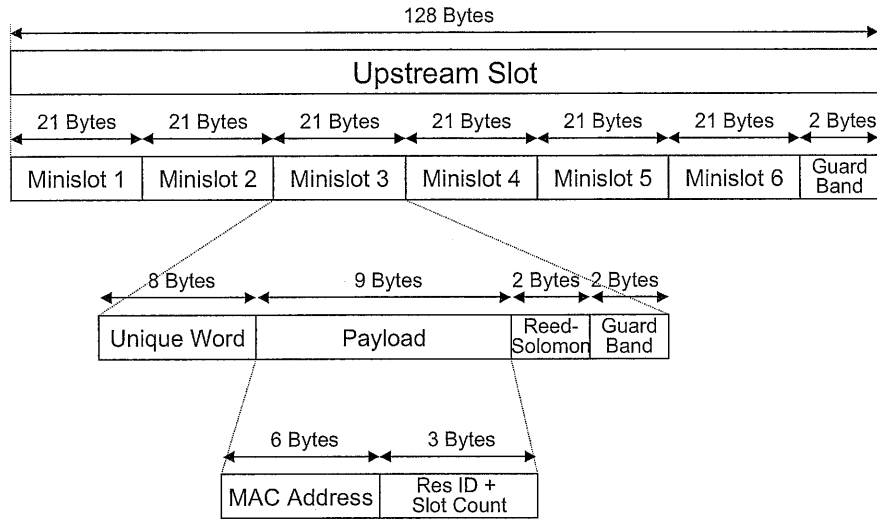 128 Bytes
Upstream Slot
21 Bytes 21 Bytes 21 Bytes 21 Bytes 21 Bytes 21 Bytes 2 Bytes
Minislot 1 Minislot 2 Minislot 3 Minislot 4 Minislot 5 Minislot 6 Guard Band
8 Bytes 9 Bytes 2 Bytes 2 Bytes
Unique Word Payload Reed-Solomon Guard Band
6 Bytes 3 Bytes
MAC Address Res ID + Slot Count